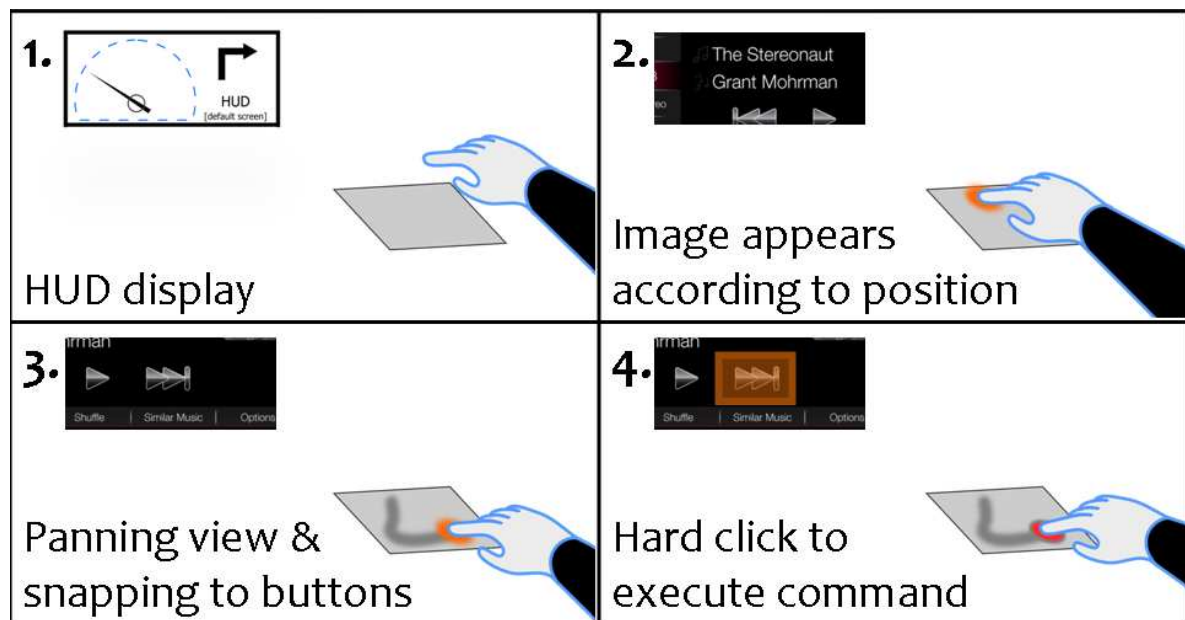 1.
HUD
[default screen]
HUD display
2.
The Stereonaut
Grant Mohrman
Image appears
according to position
3.
Shuffle | Similar Music | Options
Panning view &
snapping to buttons
4.
Shuffle | Similar Music | Options
Hard click to
execute command